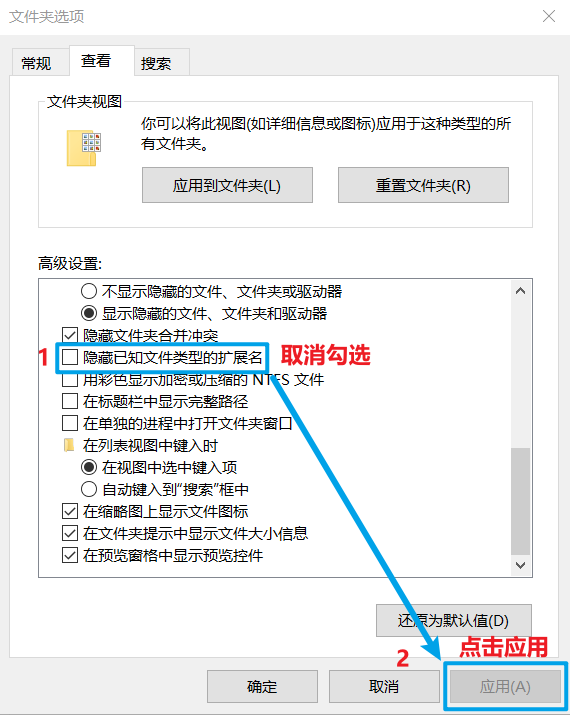 文件夹选项
常规
查看
搜索
文件夹视图
你可以将此视图(如详细信息或图标)应用于这种类型的所
有文件夹。
应用到文件夹(L)
重置文件夹(R)
高级设置:
不显示隐藏的文件、文件夹或驱动器
显示隐藏的文件、文件夹和驱动器
隐藏文件夹合并冲突
1 隐藏已知文件类型的扩展名 取消勾选
用彩色显示加密或压缩的 NTFS 文件
在标题栏中显示完整路径
在单独的进程中打开文件夹窗口
在列表视图中键入时
在视图中选中键入项
自动键入到“搜索”框中
在缩略图上显示文件图标
在文件夹提示中显示文件大小信息
在预览窗格中显示预览控件
还原为默认值(D)
2 点击应用
确定
取消
应用(A)